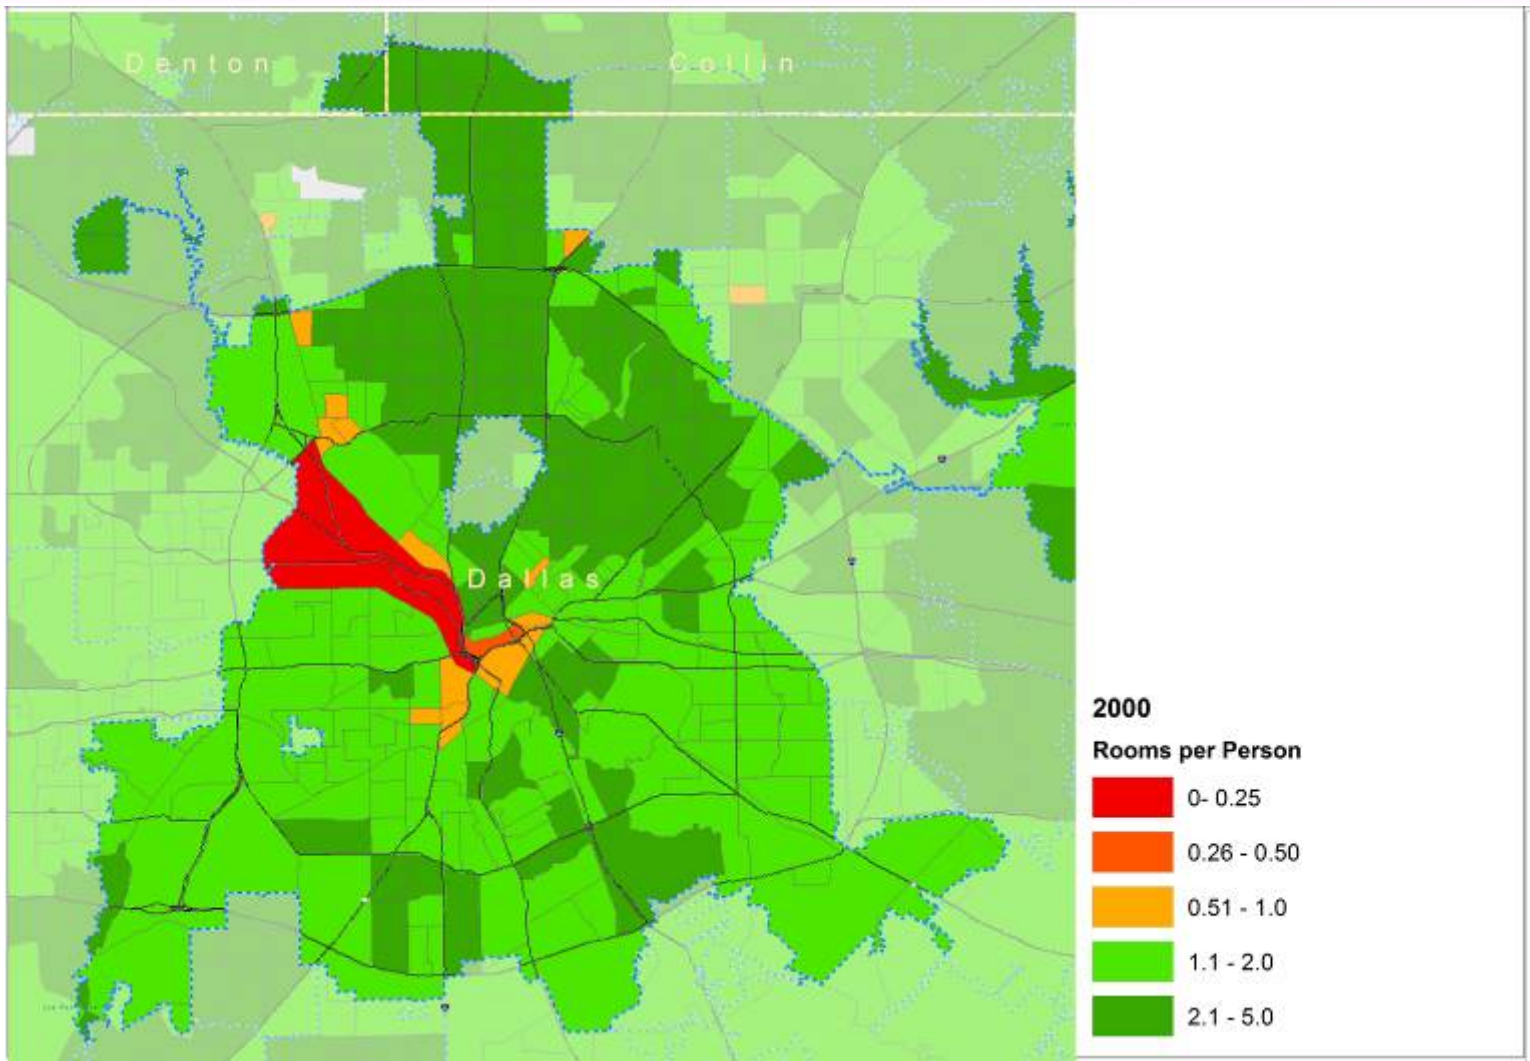 Denton
Collin
Dallas
2000
Rooms per Person
0- 0.25
0.26 - 0.50
0.51 - 1.0
1.1 - 2.0
2.1 - 5.0